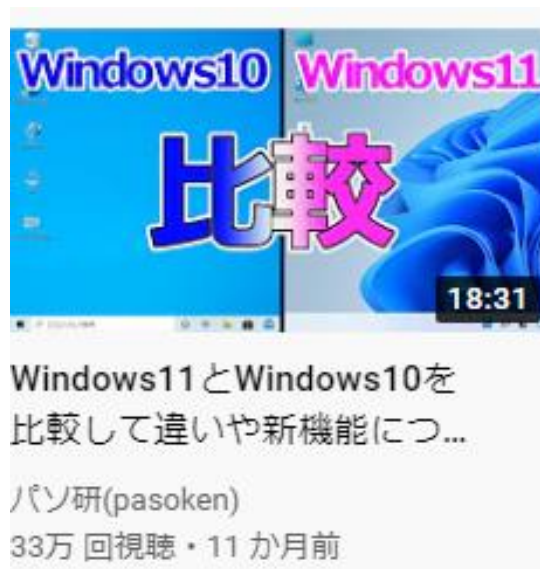 Windows10 Windows11
比較
18:31
Windows11とWindows10を
比較して違いや新機能につ...
パソ研(pasoken)
33万 回視聴・11 か月前